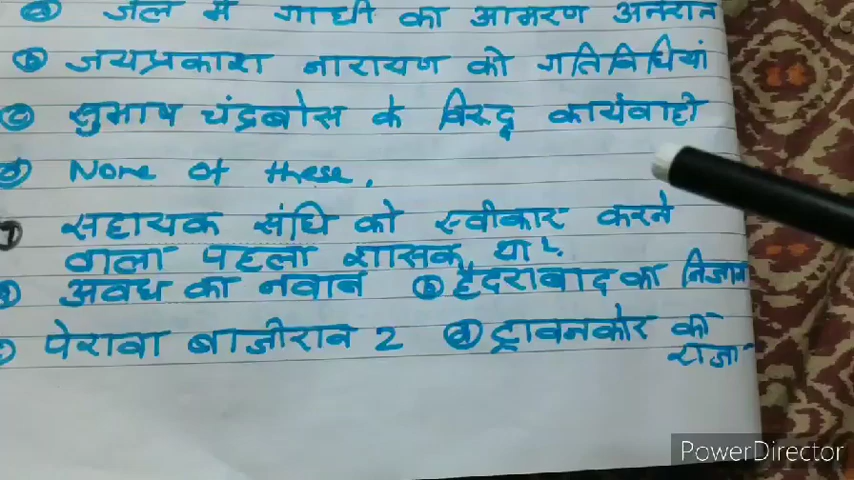 ⓐ जेल में गांधी का आमरण अनशन
ⓑ जयप्रकाश नारायण की गतिविधियां
ⓒ सुभाष चंद्रबोस के विरुद्ध कार्यवाही
ⓓ None of these.
सहायक संधि को स्वीकार करने
वाला पहला शासक था
ⓐ अवध का नवाब ⓑ हैदराबाद का निजाम
ⓒ पेशवा बाजीराव 2 ⓓ ट्रावनकोर का
राजा
PowerDirector